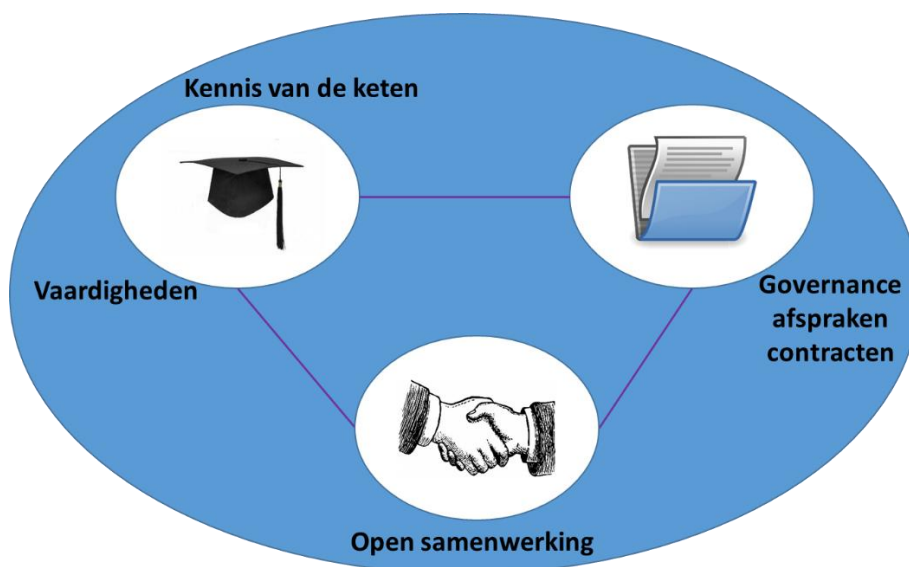 Kennis van de keten
Vaardigheden
Governance
afspraken
contracten
Open samenwerking